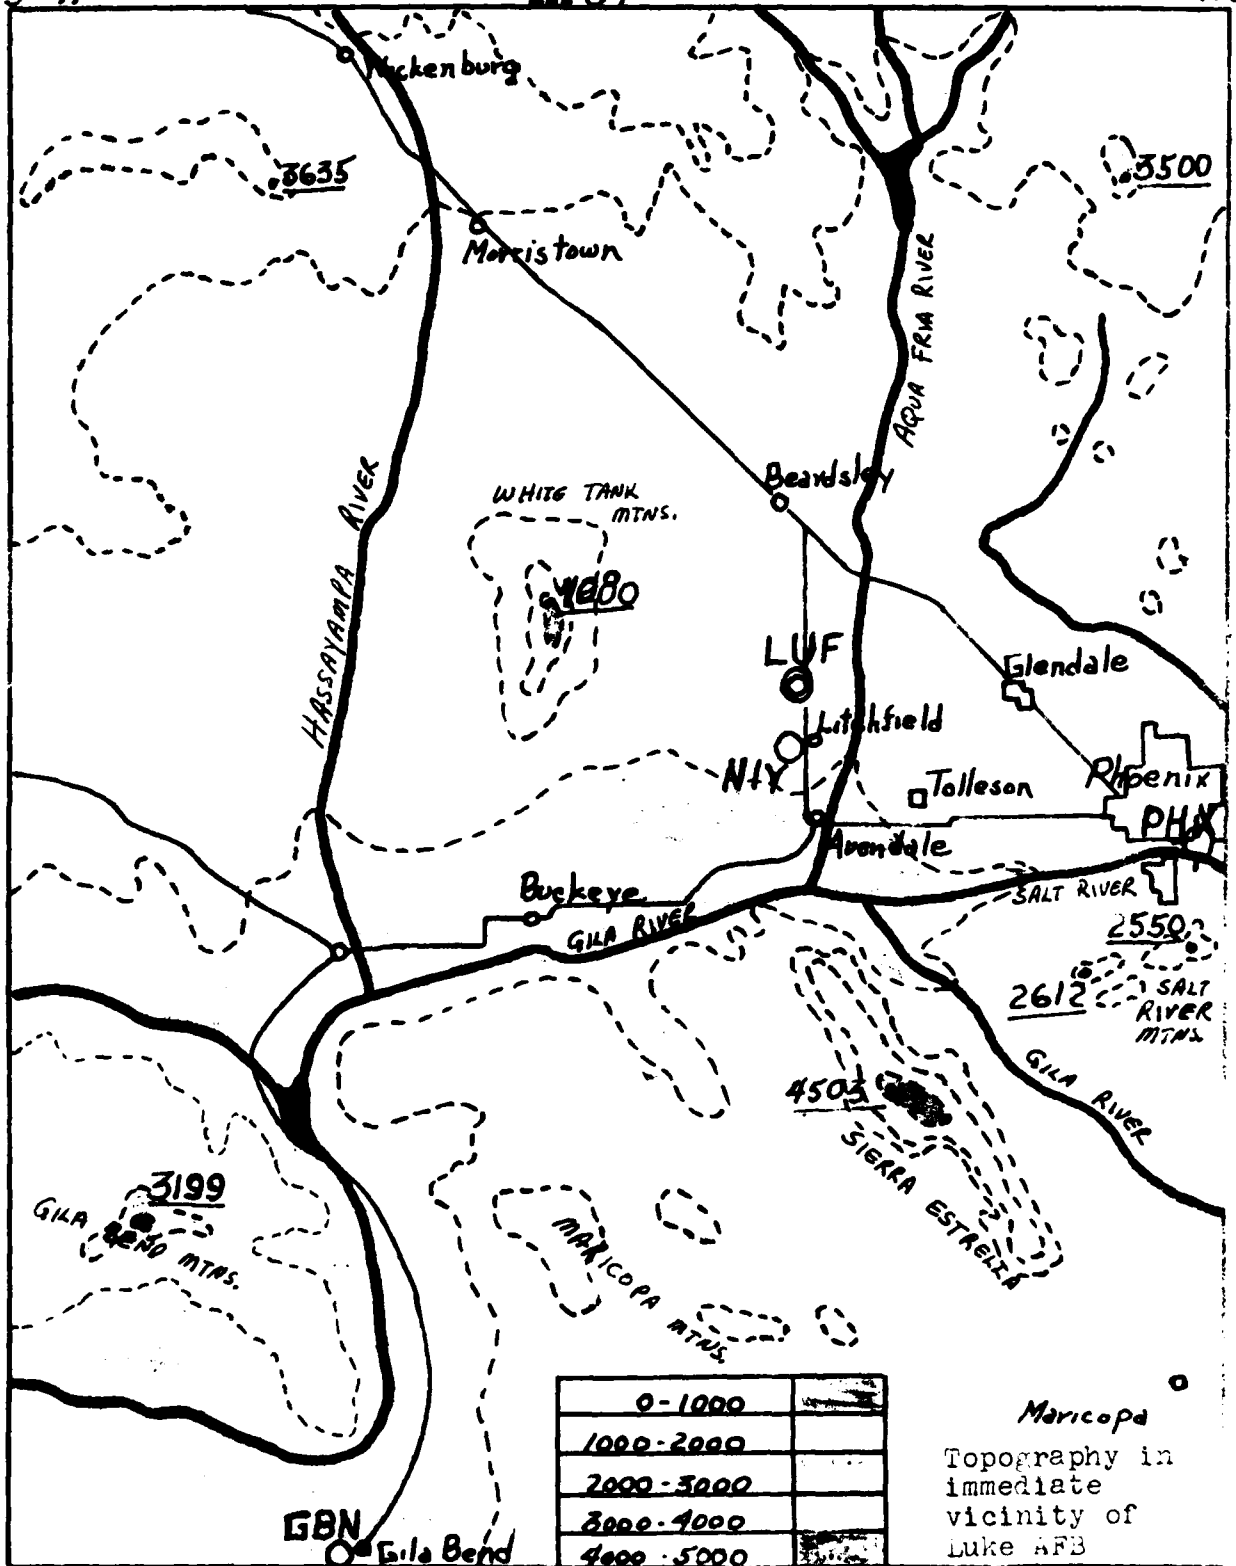 Wickenburg
3635
3500
Morristown
AQUA FRIA RIVER
HASSAYAMPA RIVER
Beardsley
WHITE TANK
MTNS.
4080
LUF
Glendale
Litchfield
Tolleson
Phoenix
PHX
Avondale
Buckeye
GILA RIVER
SALT RIVER
2550
2612
SALT
RIVER
MTNS.
GILA RIVER
4503
SIERRA ESTRELLA
3199
GILA
BEND MTNS.
MARICOPA
MTNS.
0-1000
1000-2000
2000-3000
3000-4000
4000-5000
Maricopa
Topography in
immediate
vicinity of
Luke AFB
GBN
Gila Bend